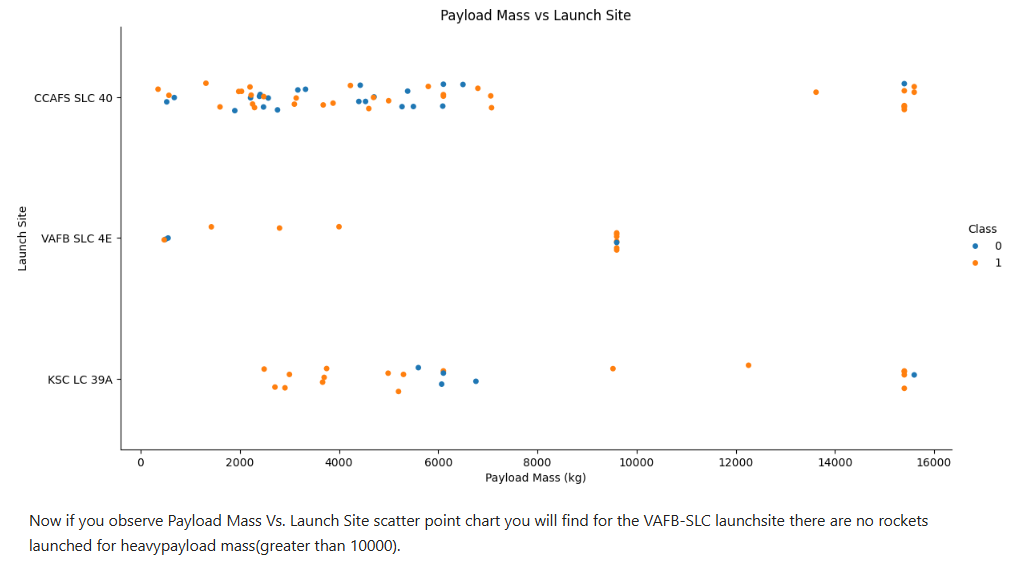 Payload Mass vs Launch Site
CCAFS SLC 40
VAFB SLC 4E
KSC LC 39A
Launch Site
0 2000 4000 6000 8000 10000 12000 14000 16000
Payload Mass (kg)
Class
0
1
Now if you observe Payload Mass Vs. Launch Site scatter point chart you will find for the VAFB-SLC launchsite there are no rockets
launched for heavypayload mass(greater than 10000).